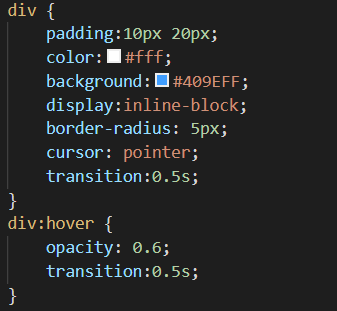 div {
padding:10px 20px;
color:#fff;
background:#409EFF;
display:inline-block;
border-radius: 5px;
cursor: pointer;
transition:0.5s;
}
div:hover {
opacity: 0.6;
transition:0.5s;
}